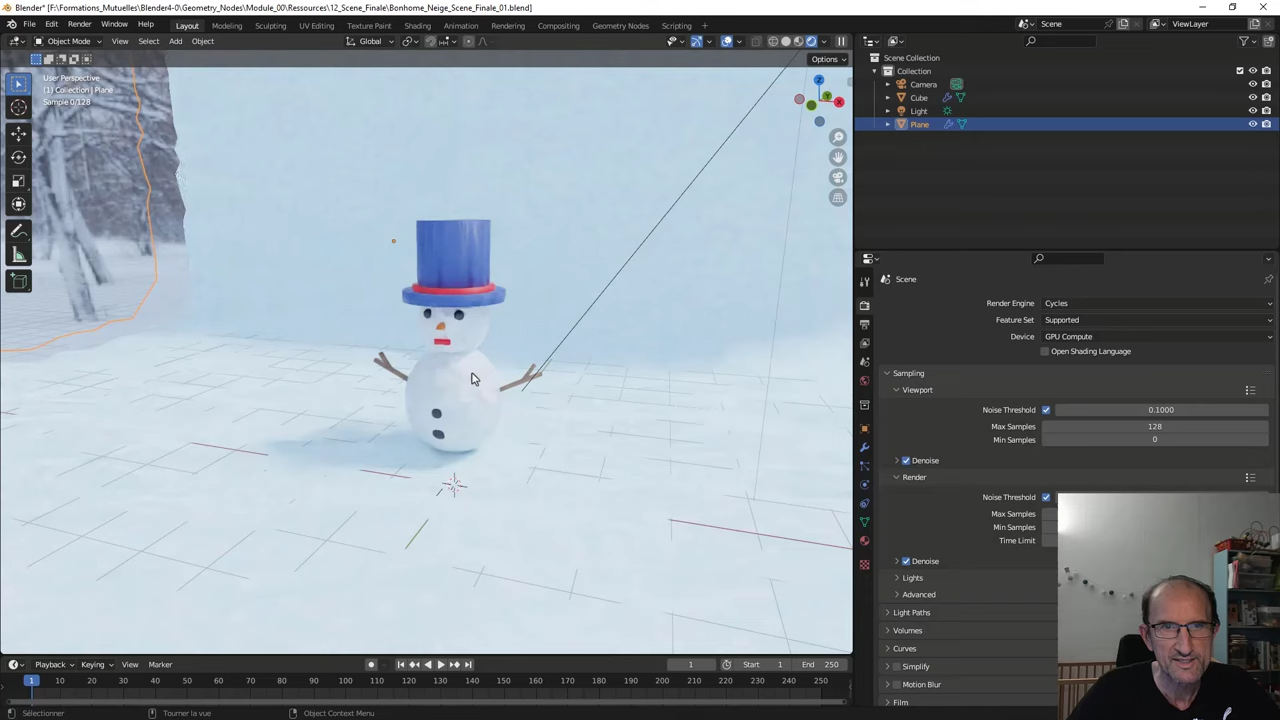 Blender* [F:\Formations_Mutuelles\Blender4-0\Geometry_Nodes\Module_00\Ressources\12_Scene_Finale\Bonhome_Neige_Scene_Finale_01.blend]
File Edit Render Window Help Layout Modeling Sculpting UV Editing Texture Paint Shading Animation Rendering Compositing Geometry Nodes Scripting + Scene ViewLayer
Object Mode View Select Add Object Global
Options
User Perspective
(1) Collection | Plane
Sample 0/128
Z
Y
X
Scene Collection
Collection
Camera
Cube
Light
Plane
Scene
Render Engine Cycles
Feature Set Supported
Device GPU Compute
Open Shading Language
Sampling
Viewport
Noise Threshold 0.1000
Max Samples 128
Min Samples 0
Denoise
Render
Noise Threshold
Max Samples
Min Samples
Time Limit
Denoise
Lights
Advanced
Light Paths
Volumes
Curves
Simplify
Motion Blur
Film
Playback Keying View Marker 1 Start 1 End 250
1 10 20 30 40 50 60 70 80 90 100 110 120 130 140 150 160 170 180 190 200 210 220 230 240 250
Sélectionner Tourner la vue Object Context Menu